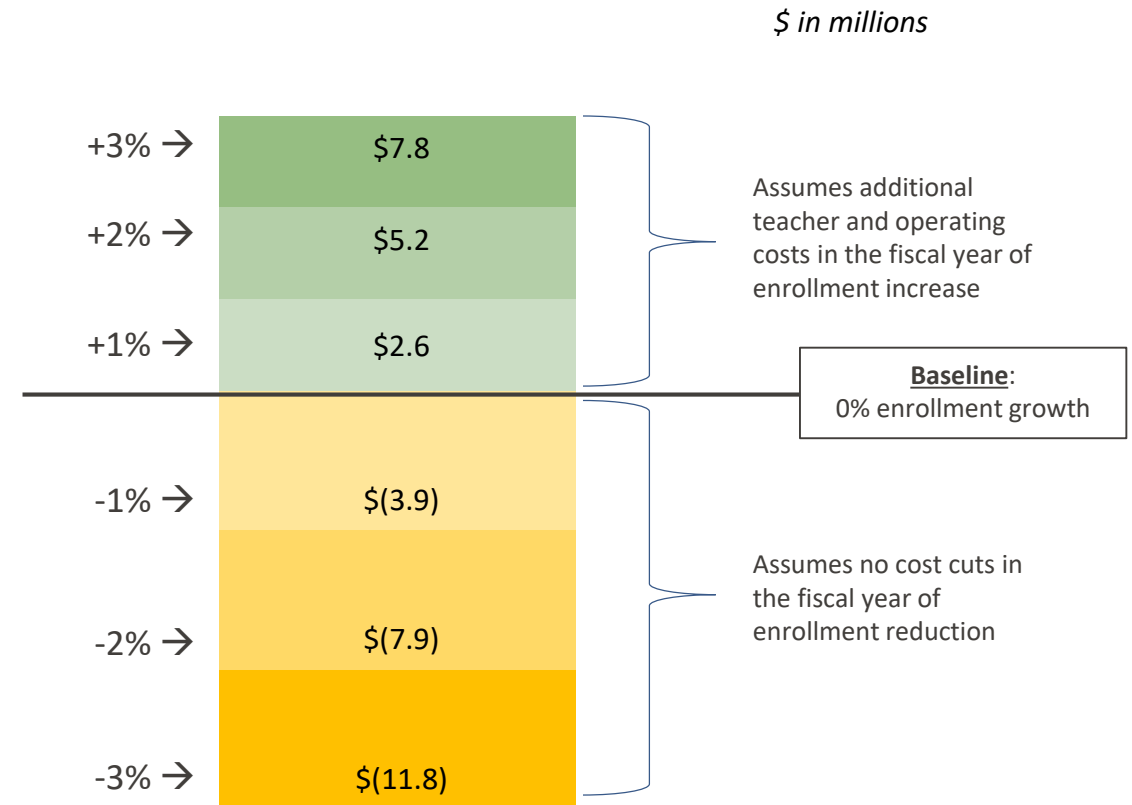 $ in millions
+3% → $7.8
+2% → $5.2
+1% → $2.6
Assumes additional
teacher and operating
costs in the fiscal year of
enrollment increase
Baseline:
0% enrollment growth
-1% → $(3.9)
-2% → $(7.9)
-3% → $(11.8)
Assumes no cost cuts in
the fiscal year of
enrollment reduction